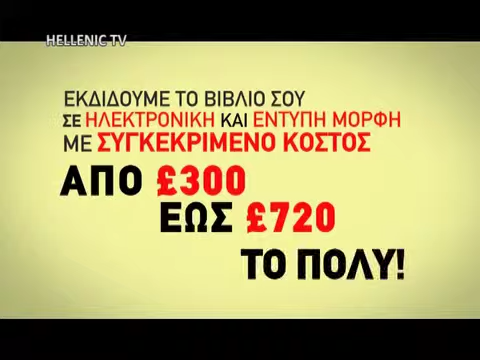 HELLENIC TV
ΕΚΔΙΔΟΥΜΕ ΤΟ ΒΙΒΛΙΟ ΣΟΥ
ΣΕ ΗΛΕΚΤΡΟΝΙΚΗ ΚΑΙ ΕΝΤΥΠΗ ΜΟΡΦΗ
ΜΕ ΣΥΓΚΕΚΡΙΜΕΝΟ ΚΟΣΤΟΣ
ΑΠΟ £300
ΕΩΣ £720
ΤΟ ΠΟΛΥ!